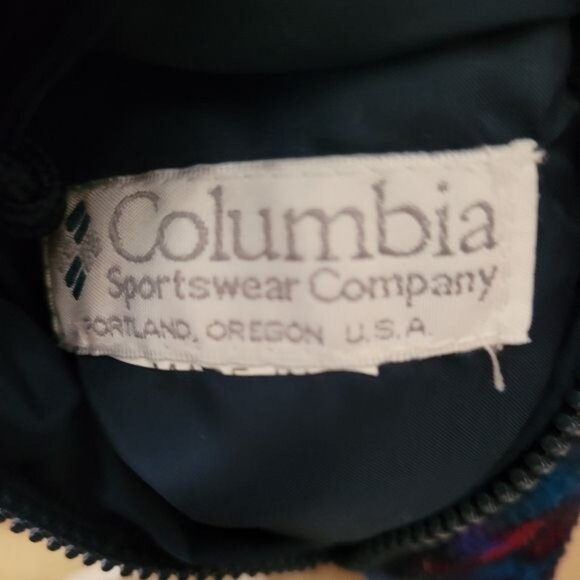 Columbia
Sportswear Company
PORTLAND, OREGON U.S.A.